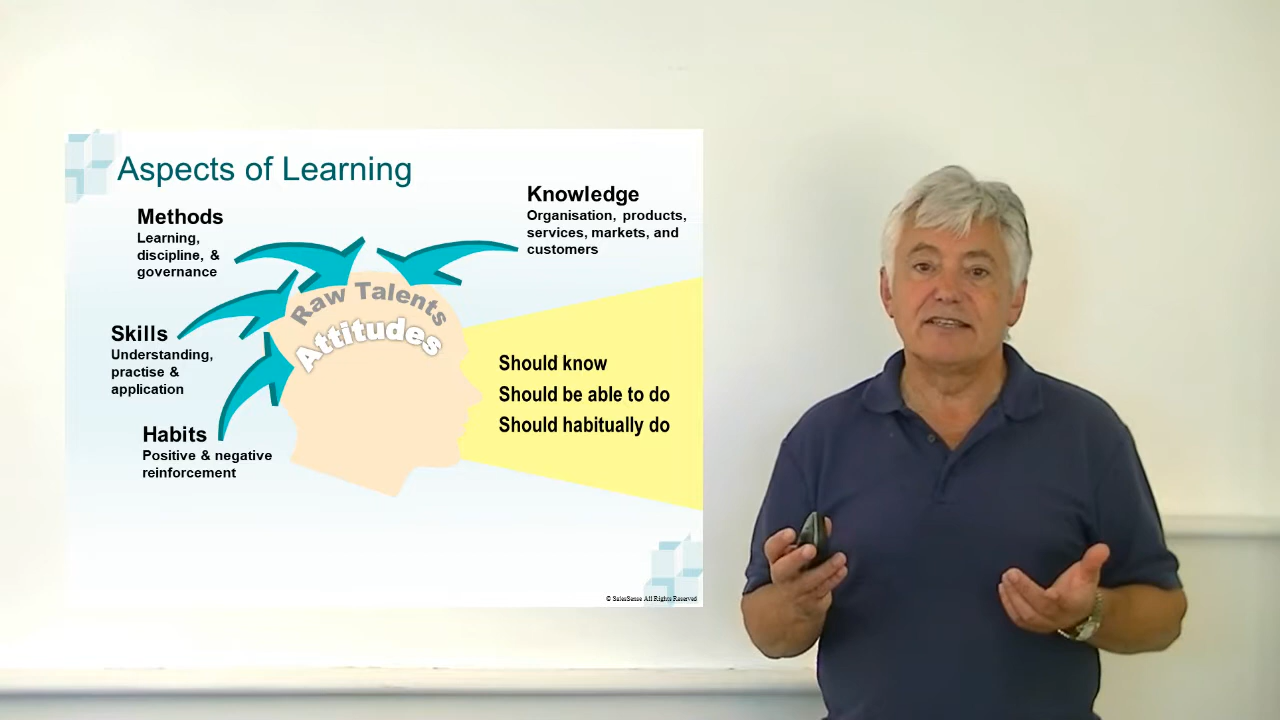 Aspects of Learning
Methods
Learning,
discipline, &
governance
Knowledge
Organisation, products,
services, markets, and
customers
Raw Talents
Attitudes
Skills
Understanding,
practise &
application
Should know
Should be able to do
Should habitually do
Habits
Positive & negative
reinforcement
© SalesSense All Rights Reserved